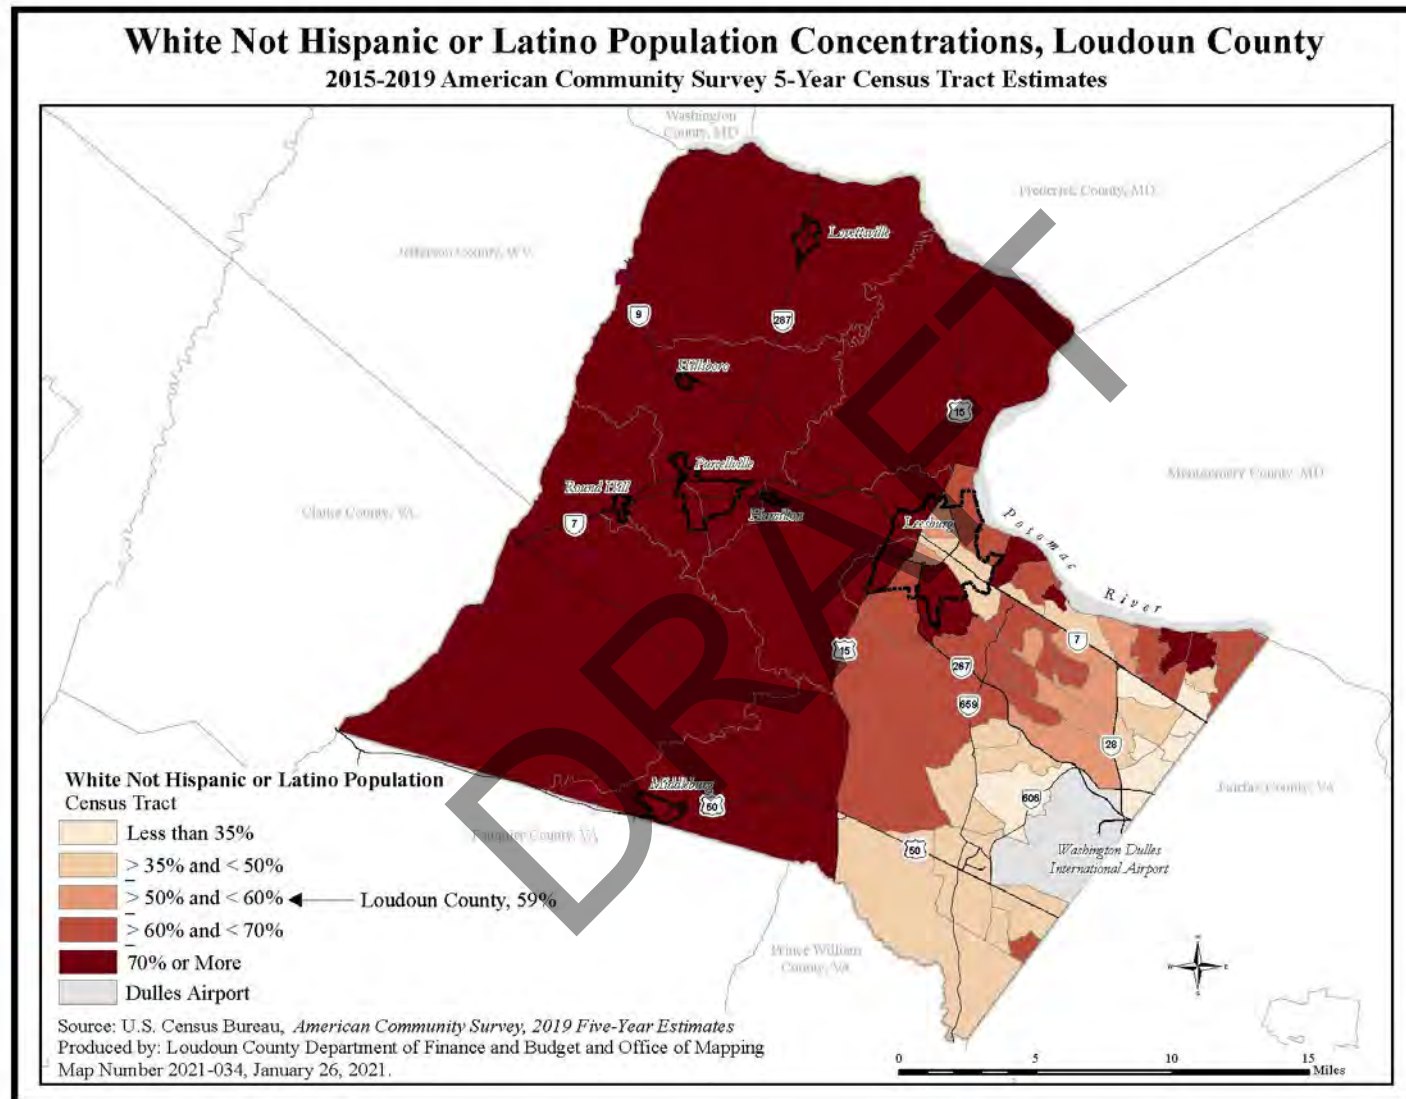 White Not Hispanic or Latino Population Concentrations, Loudoun County
2015-2019 American Community Survey 5-Year Census Tract Estimates
Washington
County, MD
Frederick County, MD
Jefferson County, WV
Lovettsville
9
287
Hillsboro
15
Montgomery County, MD
Purcellville
Round Hill
Hamilton
Clarke County, VA
7
Leesburg
Potomac
River
7
15
267
659
28
Middleburg
50
606
Fairfax County, VA
Fauquier County, VA
50
Washington Dulles
International Airport
Prince William
County, VA
DRAFT
N
W E
S
White Not Hispanic or Latino Population
Census Tract
Less than 35%
> 35% and < 50%
> 50% and < 60%
Loudoun County, 59%
> 60% and < 70%
70% or More
Dulles Airport
Source: U.S. Census Bureau, American Community Survey, 2019 Five-Year Estimates
Produced by: Loudoun County Department of Finance and Budget and Office of Mapping
Map Number 2021-034, January 26, 2021.
0 5 10 15
Miles